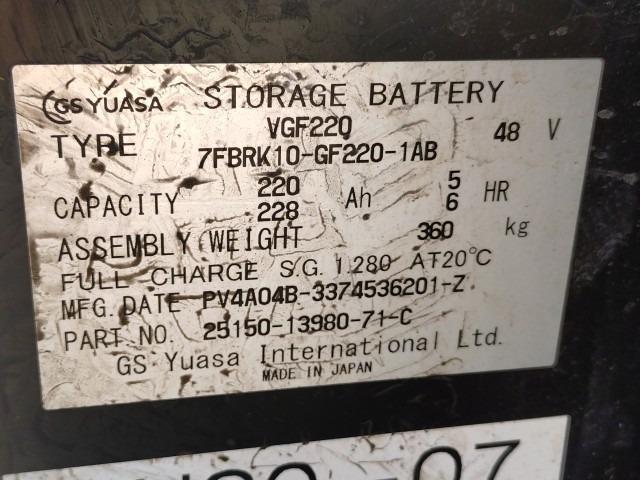 GS YUASA STORAGE BATTERY
TYPE VGF220 48 V
7FBRK10-GF220-1AB
CAPACITY 220 Ah 5 HR
228 6
ASSEMBLY WEIGHT 360 kg
FULL CHARGE S.G. 1.280 AT20°C
MFG. DATE PV4A04B-3374536201-Z
PART NO. 25150-13980-71-C
GS Yuasa International Ltd.
MADE IN JAPAN